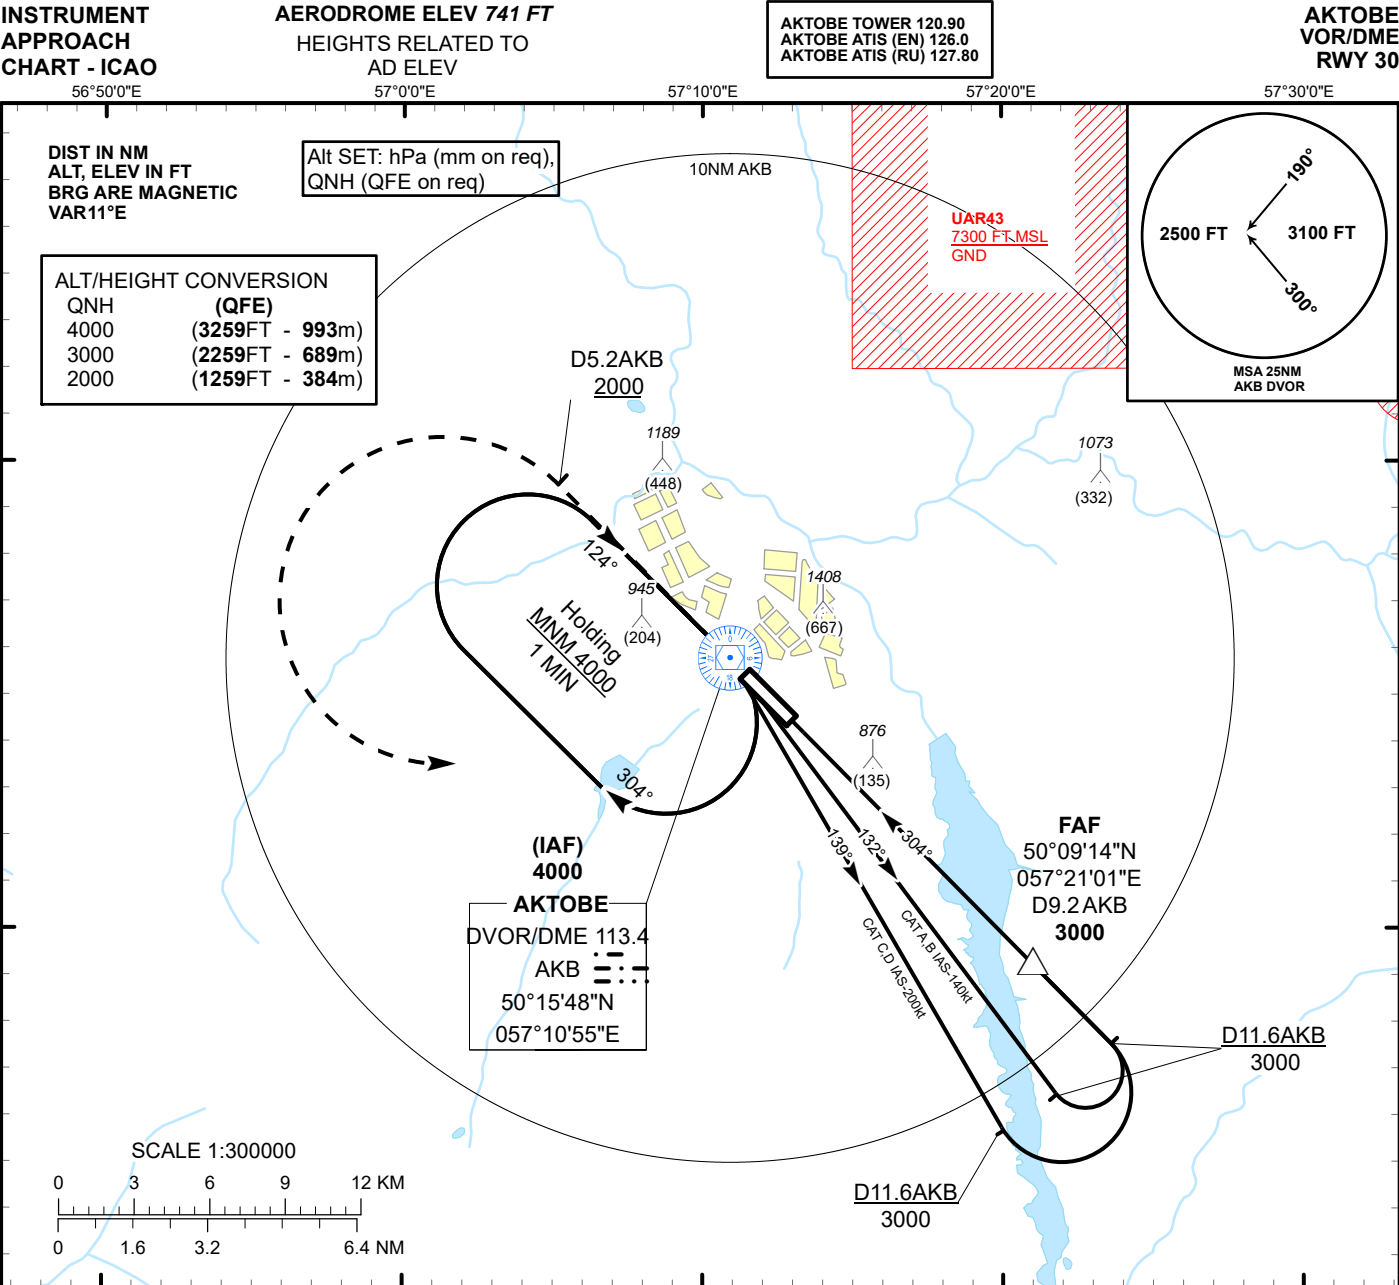 INSTRUMENT
APPROACH
CHART - ICAO
AERODROME ELEV 741 FT
HEIGHTS RELATED TO
AD ELEV
AKTOBE TOWER 120.90
AKTOBE ATIS (EN) 126.0
AKTOBE ATIS (RU) 127.80
AKTOBE
VOR/DME
RWY 30
56°50'0"E
57°0'0"E
57°10'0"E
57°20'0"E
57°30'0"E
DIST IN NM
ALT, ELEV IN FT
BRG ARE MAGNETIC
VAR11°E
Alt SET: hPa (mm on req),
QNH (QFE on req)
10NM AKB
UAR43
7300 FT MSL
GND
190°
2500 FT
3100 FT
300°
MSA 25NM
AKB DVOR
ALT/HEIGHT CONVERSION
QNH (QFE)
4000 (3259FT - 993m)
3000 (2259FT - 689m)
2000 (1259FT - 384m)
D5.2AKB
2000
1189
(448)
1073
(332)
124°
945
(204)
1408
(667)
Holding
MNM 4000
1 MIN
0
9
18
27
876
(135)
304°
139°
132°
304°
CAT C,D IAS-200kt
CAT A,B IAS-140kt
FAF
50°09'14"N
057°21'01"E
D9.2 AKB
3000
(IAF)
4000
AKTOBE
DVOR/DME 113.4
AKB
50°15'48"N
057°10'55"E
D11.6AKB
3000
D11.6AKB
3000
SCALE 1:300000
0 3 6 9 12 KM
0 1.6 3.2 6.4 NM